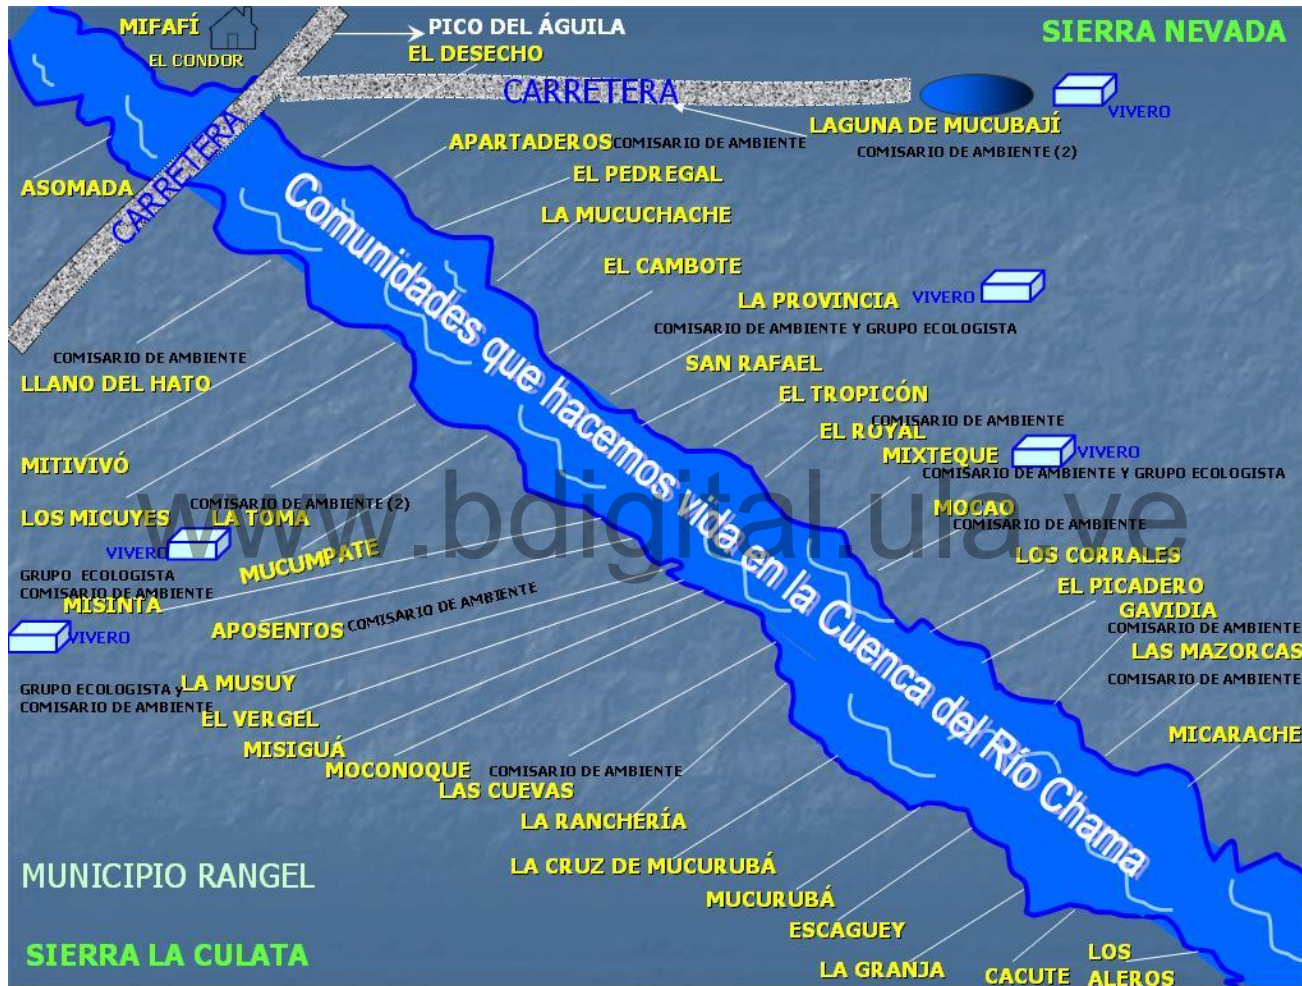 MIFAFÍ
PICO DEL ÁGUILA
SIERRA NEVADA
EL CONDOR
EL DESECHO
CARRETERA
VIVERO
LAGUNA DE MUCUBAJÍ
COMISARIO DE AMBIENTE (2)
APARTADEROS COMISARIO DE AMBIENTE
CARRETERA
ASOMADA
EL PEDREGAL
LA MUCUCHACHE
EL CAMBOTE
LA PROVINCIA VIVERO
COMISARIO DE AMBIENTE Y GRUPO ECOLOGISTA
Comunidades que hacemos vida en la Cuenca del Río Chama
COMISARIO DE AMBIENTE
LLANO DEL HATO
SAN RAFAEL
EL TROPICÓN
COMISARIO DE AMBIENTE
EL ROYAL
MIXTEQUE VIVERO
COMISARIO DE AMBIENTE Y GRUPO ECOLOGISTA
MITIVIVÓ
www.bdigital.ula.ve
MOCAO
COMISARIO DE AMBIENTE
COMISARIO DE AMBIENTE (2)
LOS MICUYES LA TOMA
VIVERO
MUCUMPATE
LOS CORRALES
EL PICADERO
GAVIDIA
COMISARIO DE AMBIENTE
LAS MAZORCAS
COMISARIO DE AMBIENTE
MICARACHE
GRUPO ECOLOGISTA
COMISARIO DE AMBIENTE
MISINTA
VIVERO
APOSENTOS COMISARIO DE AMBIENTE
GRUPO ECOLOGISTA y
COMISARIO DE AMBIENTE
LA MUSUY
EL VERGEL
MISIGUÁ
MOCONOQUE COMISARIO DE AMBIENTE
LAS CUEVAS
LA RANCHERÍA
LA CRUZ DE MUCURUBÁ
MUCURUBÁ
ESCAGUEY
LA GRANJA
CACUTE
LOS
ALEROS
MUNICIPIO RANGEL
SIERRA LA CULATA